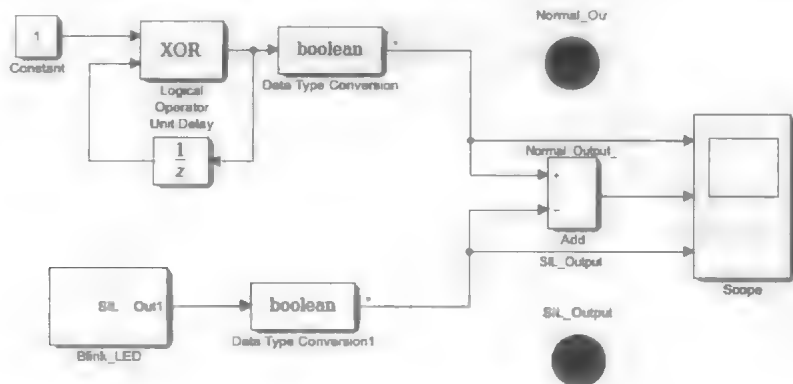 Normal_Ou
1
XOR
boolean
Constant
Logical
Operator
Unit Delay
Data Type Conversion
1
z
Normal_Output_
+
−
Add
SIL_Output
SIL Out1
boolean
Scope
Blink_LED
Data Type Conversion1
SIL_Output